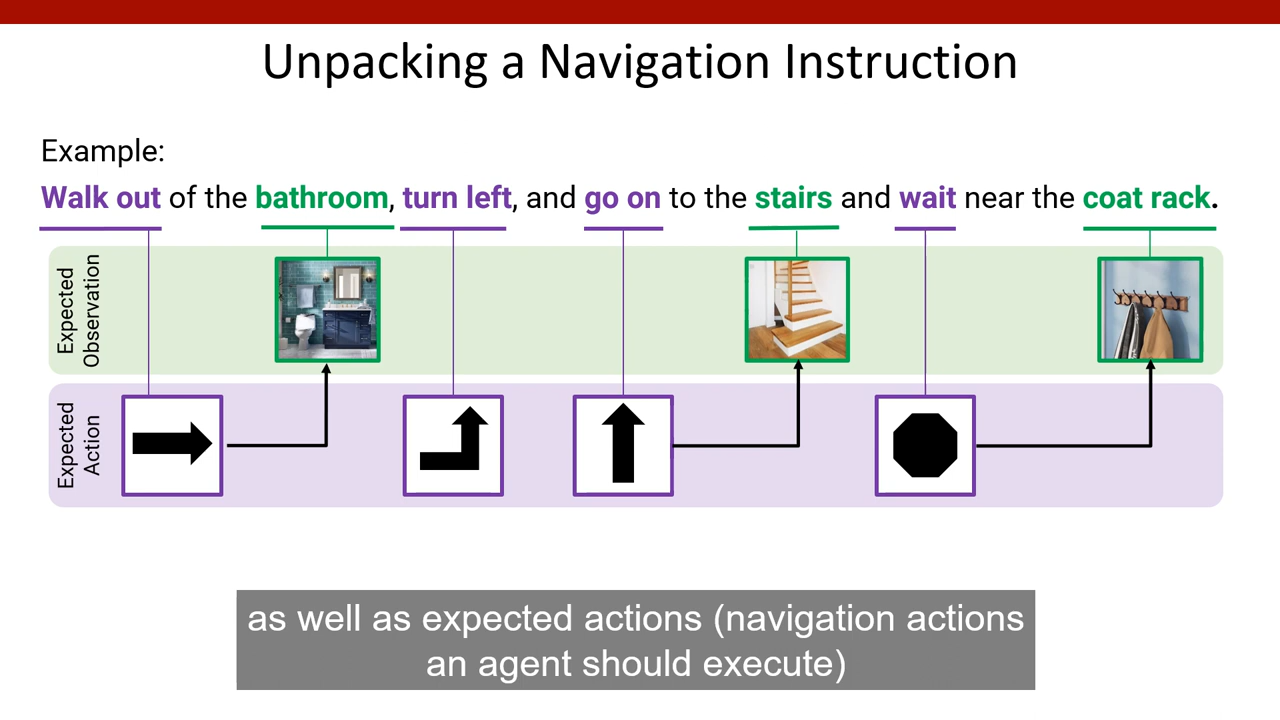 Unpacking a Navigation Instruction
Example:
Walk out of the bathroom, turn left, and go on to the stairs and wait near the coat rack.
Expected
Observation
Expected
Action
as well as expected actions (navigation actions
an agent should execute)